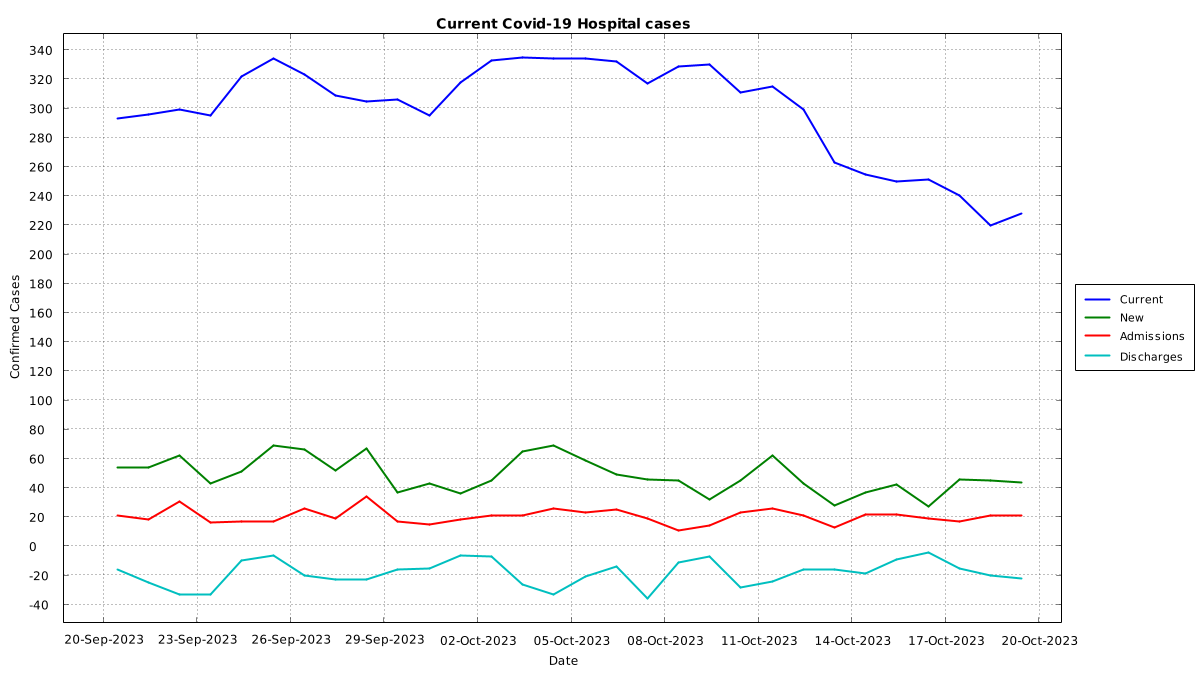 Current Covid-19 Hospital cases
340
320
300
280
260
240
220
200
180
160
140
120
100
80
60
40
20
0
-20
-40
Confirmed Cases
20-Sep-2023 23-Sep-2023 26-Sep-2023 29-Sep-2023 02-Oct-2023 05-Oct-2023 08-Oct-2023 11-Oct-2023 14-Oct-2023 17-Oct-2023 20-Oct-2023
Date
Current
New
Admissions
Discharges